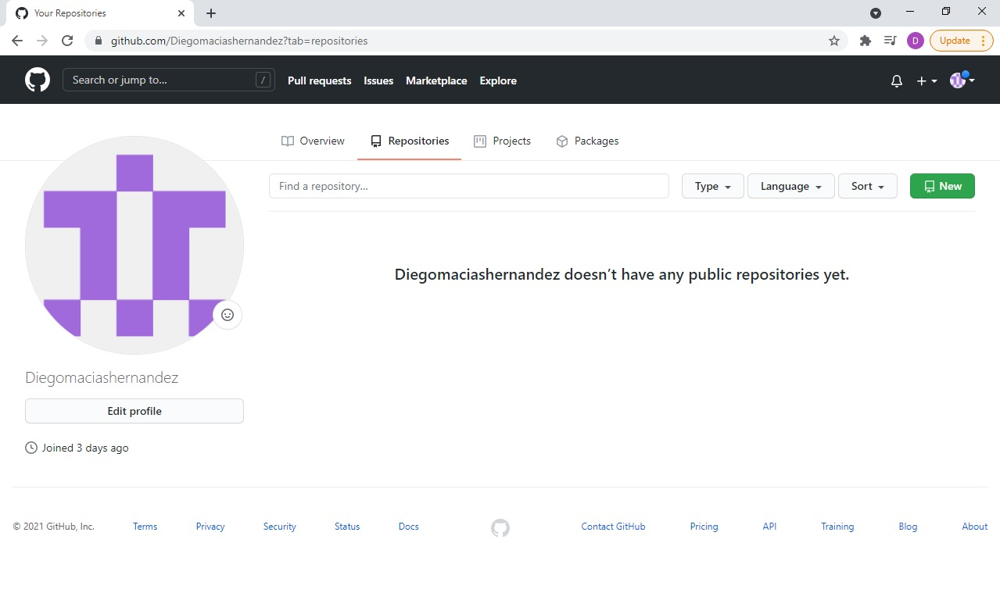 Your Repositories
github.com/Diegomaciashernandez?tab=repositories
D
Update
Search or jump to...
/
Pull requests
Issues
Marketplace
Explore
Overview
Repositories
Projects
Packages
Find a repository...
Type
Language
Sort
New
Diegomaciashernandez doesn’t have any public repositories yet.
Diegomaciashernandez
Edit profile
Joined 3 days ago
© 2021 GitHub, Inc.
Terms
Privacy
Security
Status
Docs
Contact GitHub
Pricing
API
Training
Blog
About